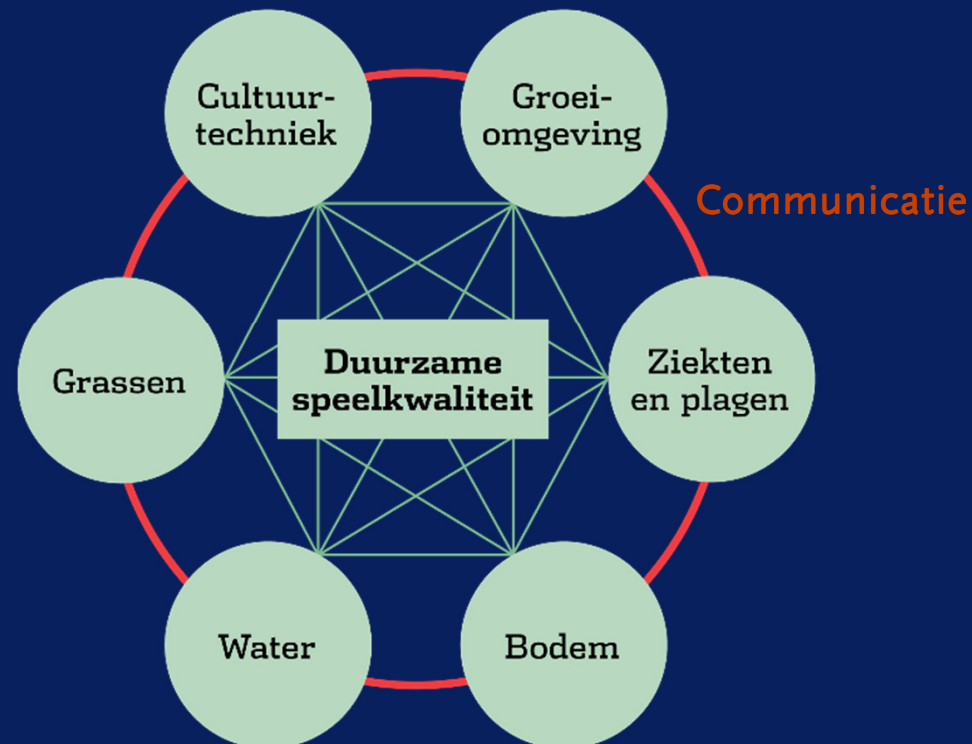 Cultuur-
techniek
Groei-
omgeving
Communicatie
Grassen
Duurzame
speelkwaliteit
Ziekten
en plagen
Water
Bodem